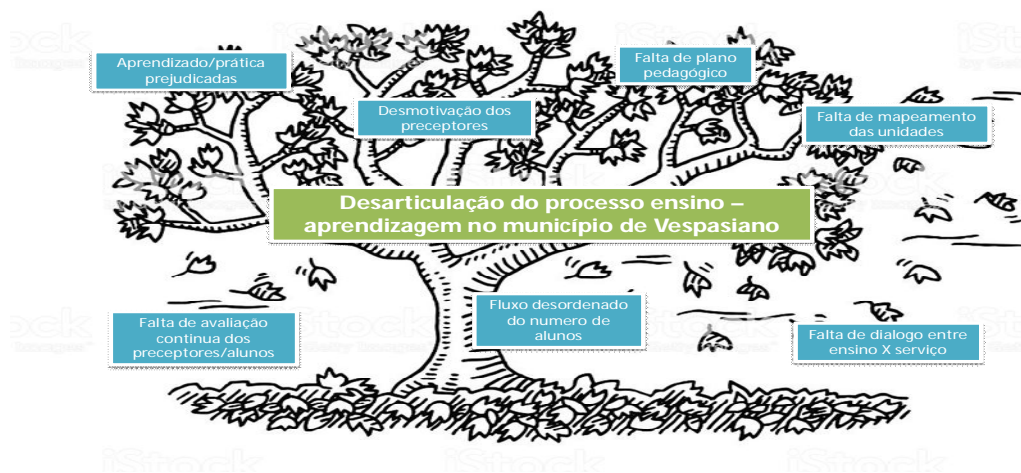 Aprendizado/prática
prejudicadas
Falta de plano
pedagógico
Desmotivação dos
preceptores
Falta de mapeamento
das unidades
Desarticulação do processo ensino –
aprendizagem no município de Vespasiano
Falta de avaliação
continua dos
preceptores/alunos
Fluxo desordenado
do numero de
alunos
Falta de dialogo entre
ensino X serviço
iStock